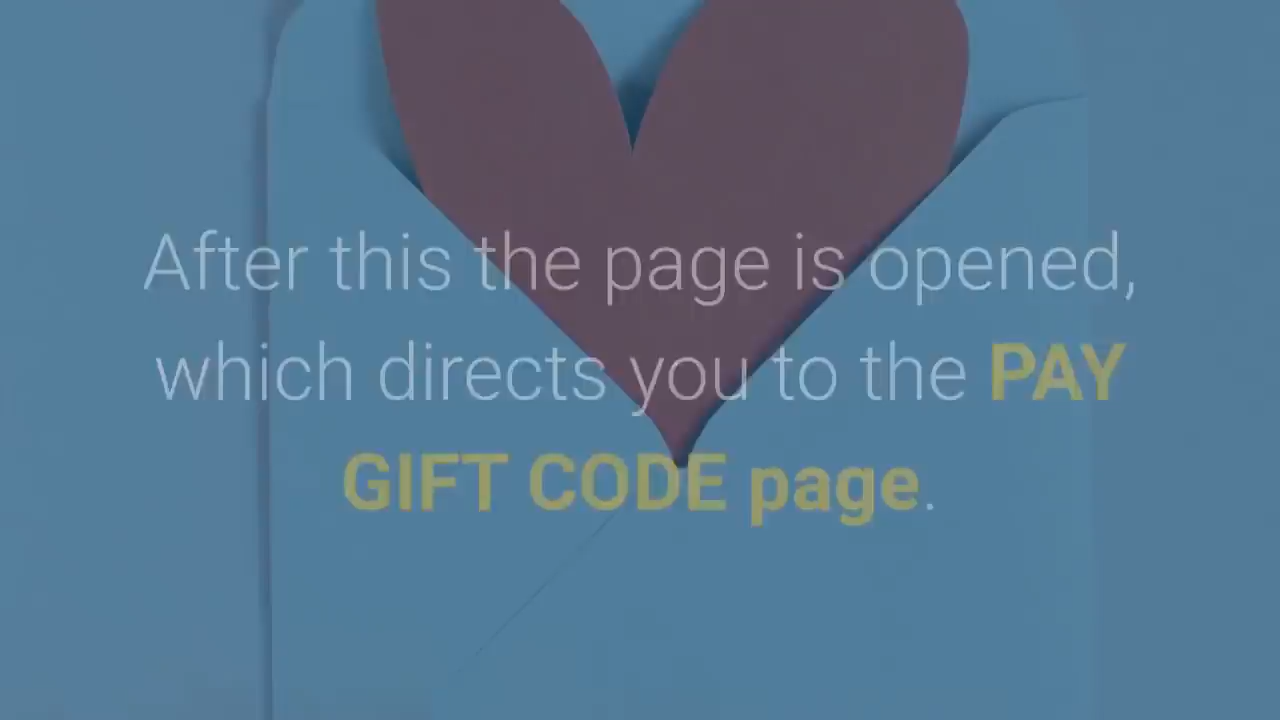 After this the page is opened,
which directs you to the PAY
GIFT CODE page.